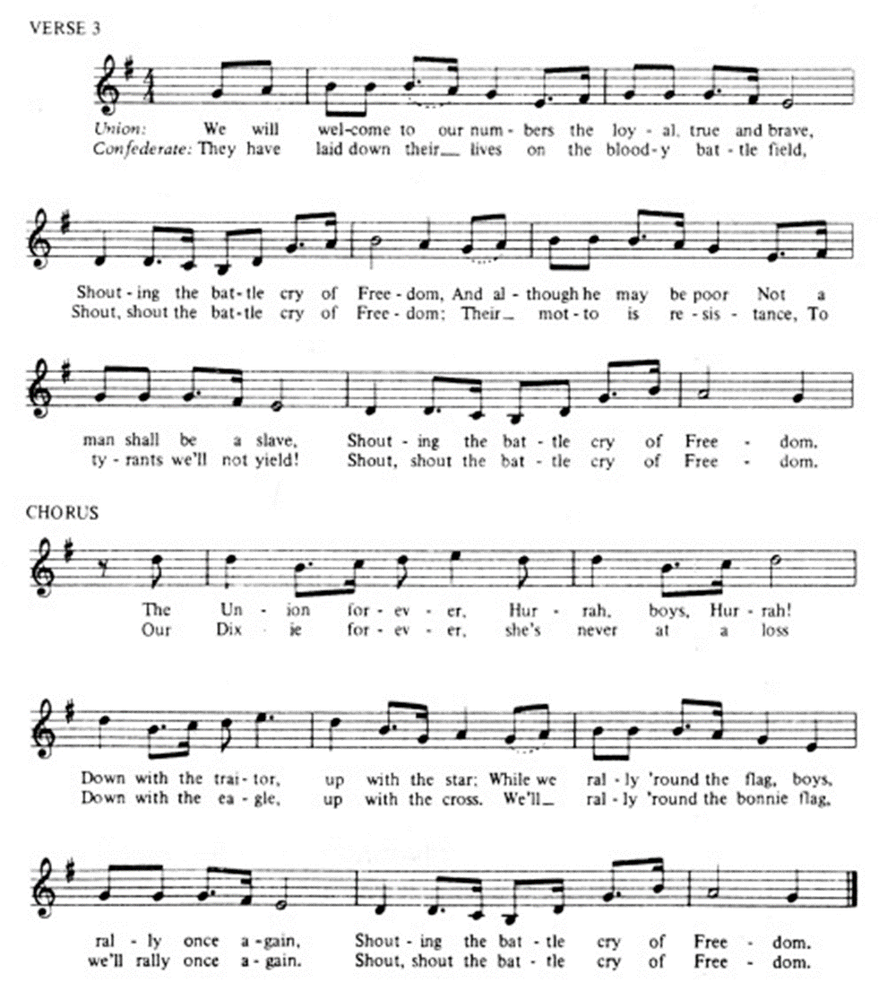 VERSE 3
4
4
Union: We will wel-come to our num - bers the loy - al, true and brave,
Confederate: They have laid down their__ lives on the blood-y bat - tle field,
Shout - ing the bat-tle cry of Free - dom, And al - though he may be poor Not a
Shout, shout the bat-tle cry of Free - dom; Their__ mot - to is re - sis - tance, To
man shall be a slave, Shout - ing the bat - tle cry of Free - dom.
ty - rants we'll not yield! Shout, shout the bat - tle cry of Free - dom.
CHORUS
The Un - ion for - ev - er, Hur - rah, boys, Hur - rah!
Our Dix - ie for - ev - er, she's never at a loss
Down with the trai - tor, up with the star; While we ral - ly 'round the flag, boys,
Down with the ea - gle, up with the cross. We'll__ ral - ly 'round the bonnie flag,
ral - ly once a - gain, Shout - ing the bat - tle cry of Free - dom.
we'll rally once a - gain. Shout, shout the bat - tle cry of Free - dom.